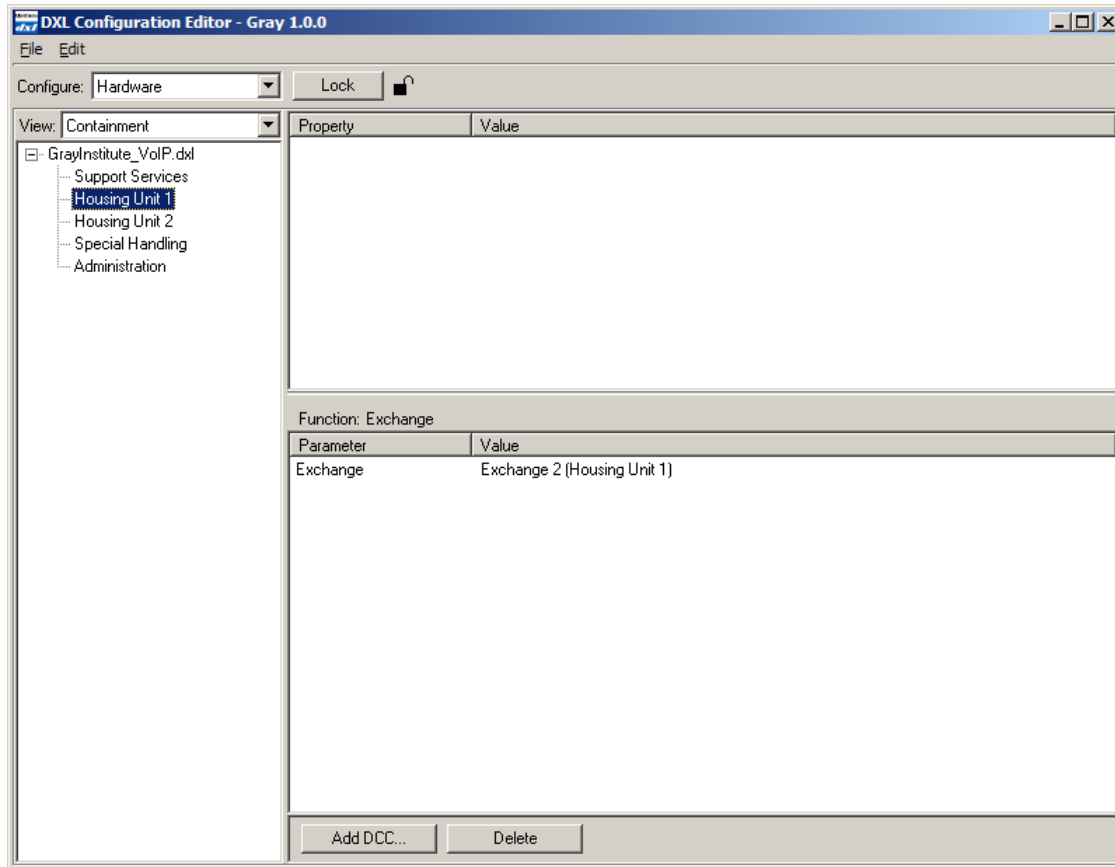 DXL Configuration Editor - Gray 1.0.0
File Edit
Configure: Hardware Lock
View: Containment
Property Value
GrayInstitute_VoIP.dxl
Support Services
Housing Unit 1
Housing Unit 2
Special Handling
Administration
Function: Exchange
Parameter Value
Exchange Exchange 2 (Housing Unit 1)
Add DCC... Delete